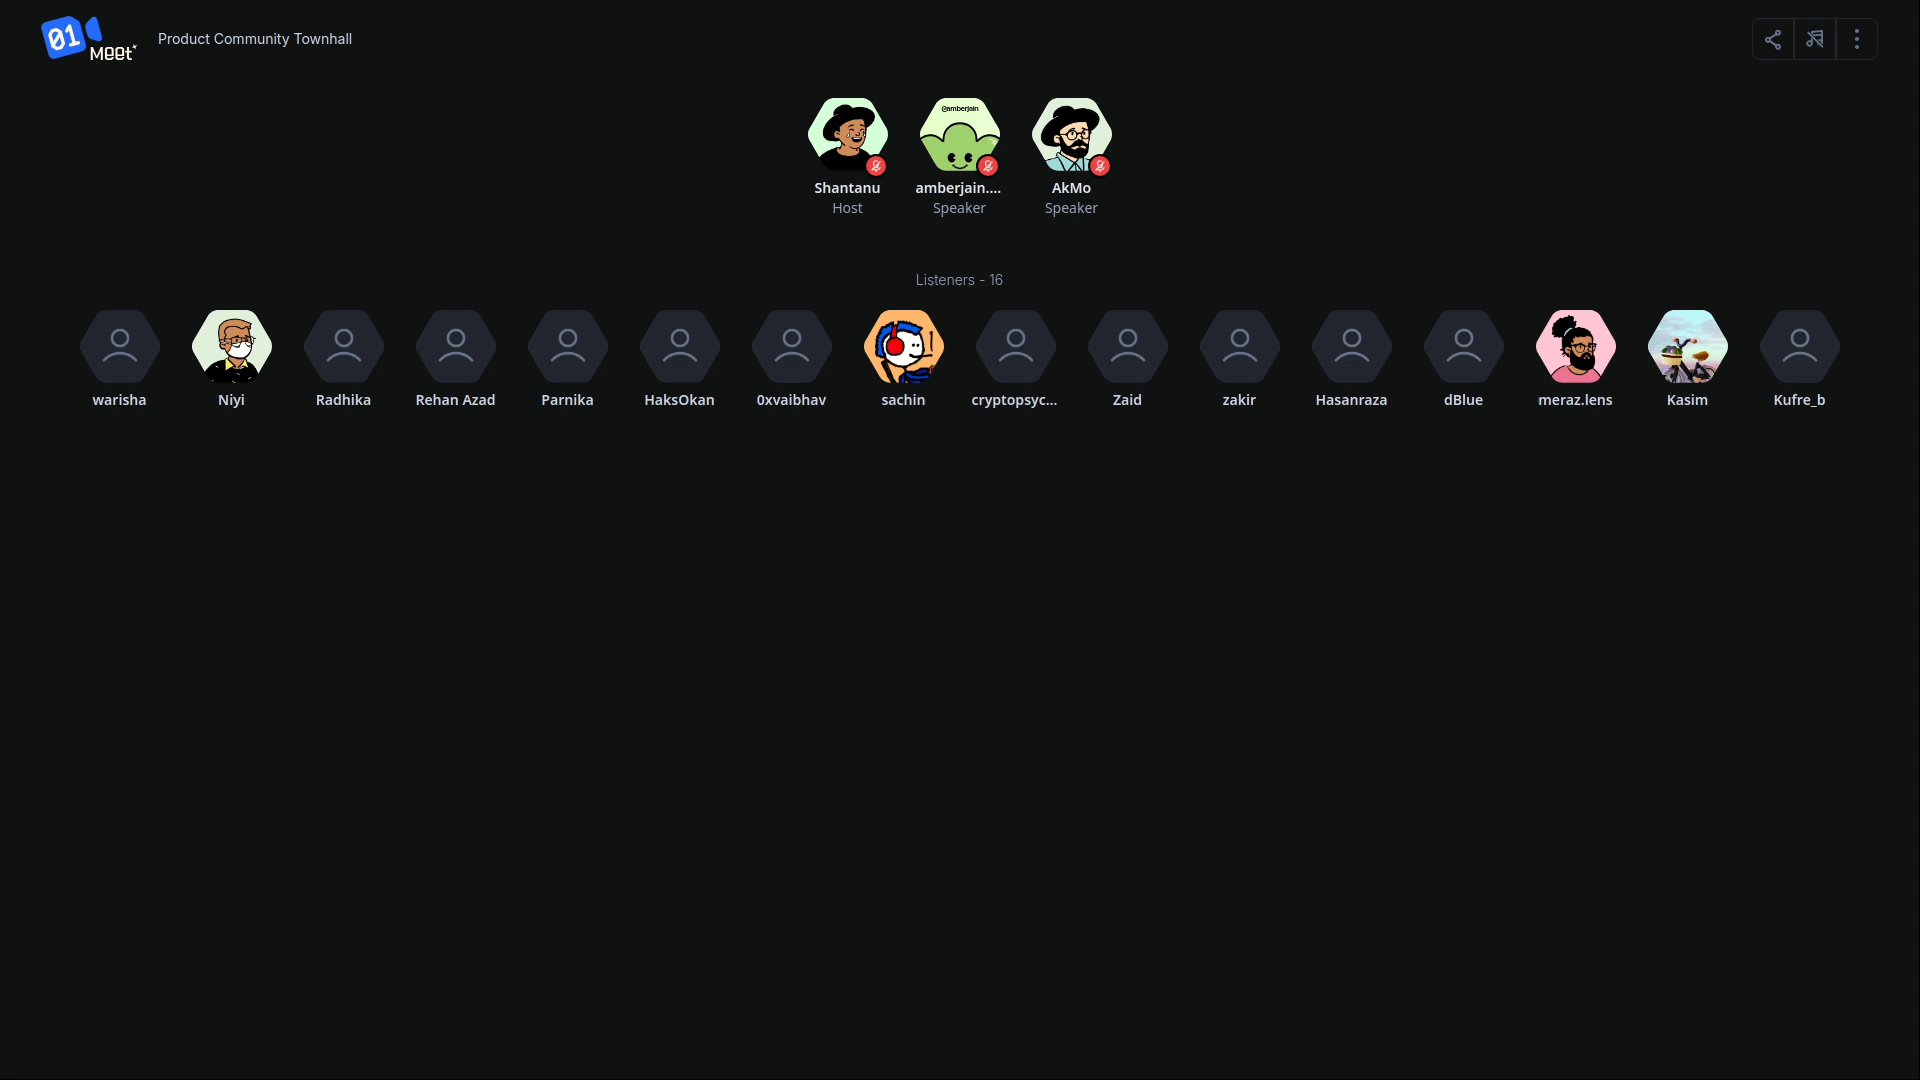 01
Meet
Product Community Townhall
@amberjain
Shantanu
Host
amberjain....
Speaker
AkMo
Speaker
Listeners - 16
warisha
Niyi
Radhika
Rehan Azad
Parnika
HaksOkan
0xvaibhav
sachin
cryptopsyc...
Zaid
zakir
Hasanraza
dBlue
meraz.lens
Kasim
Kufre_b